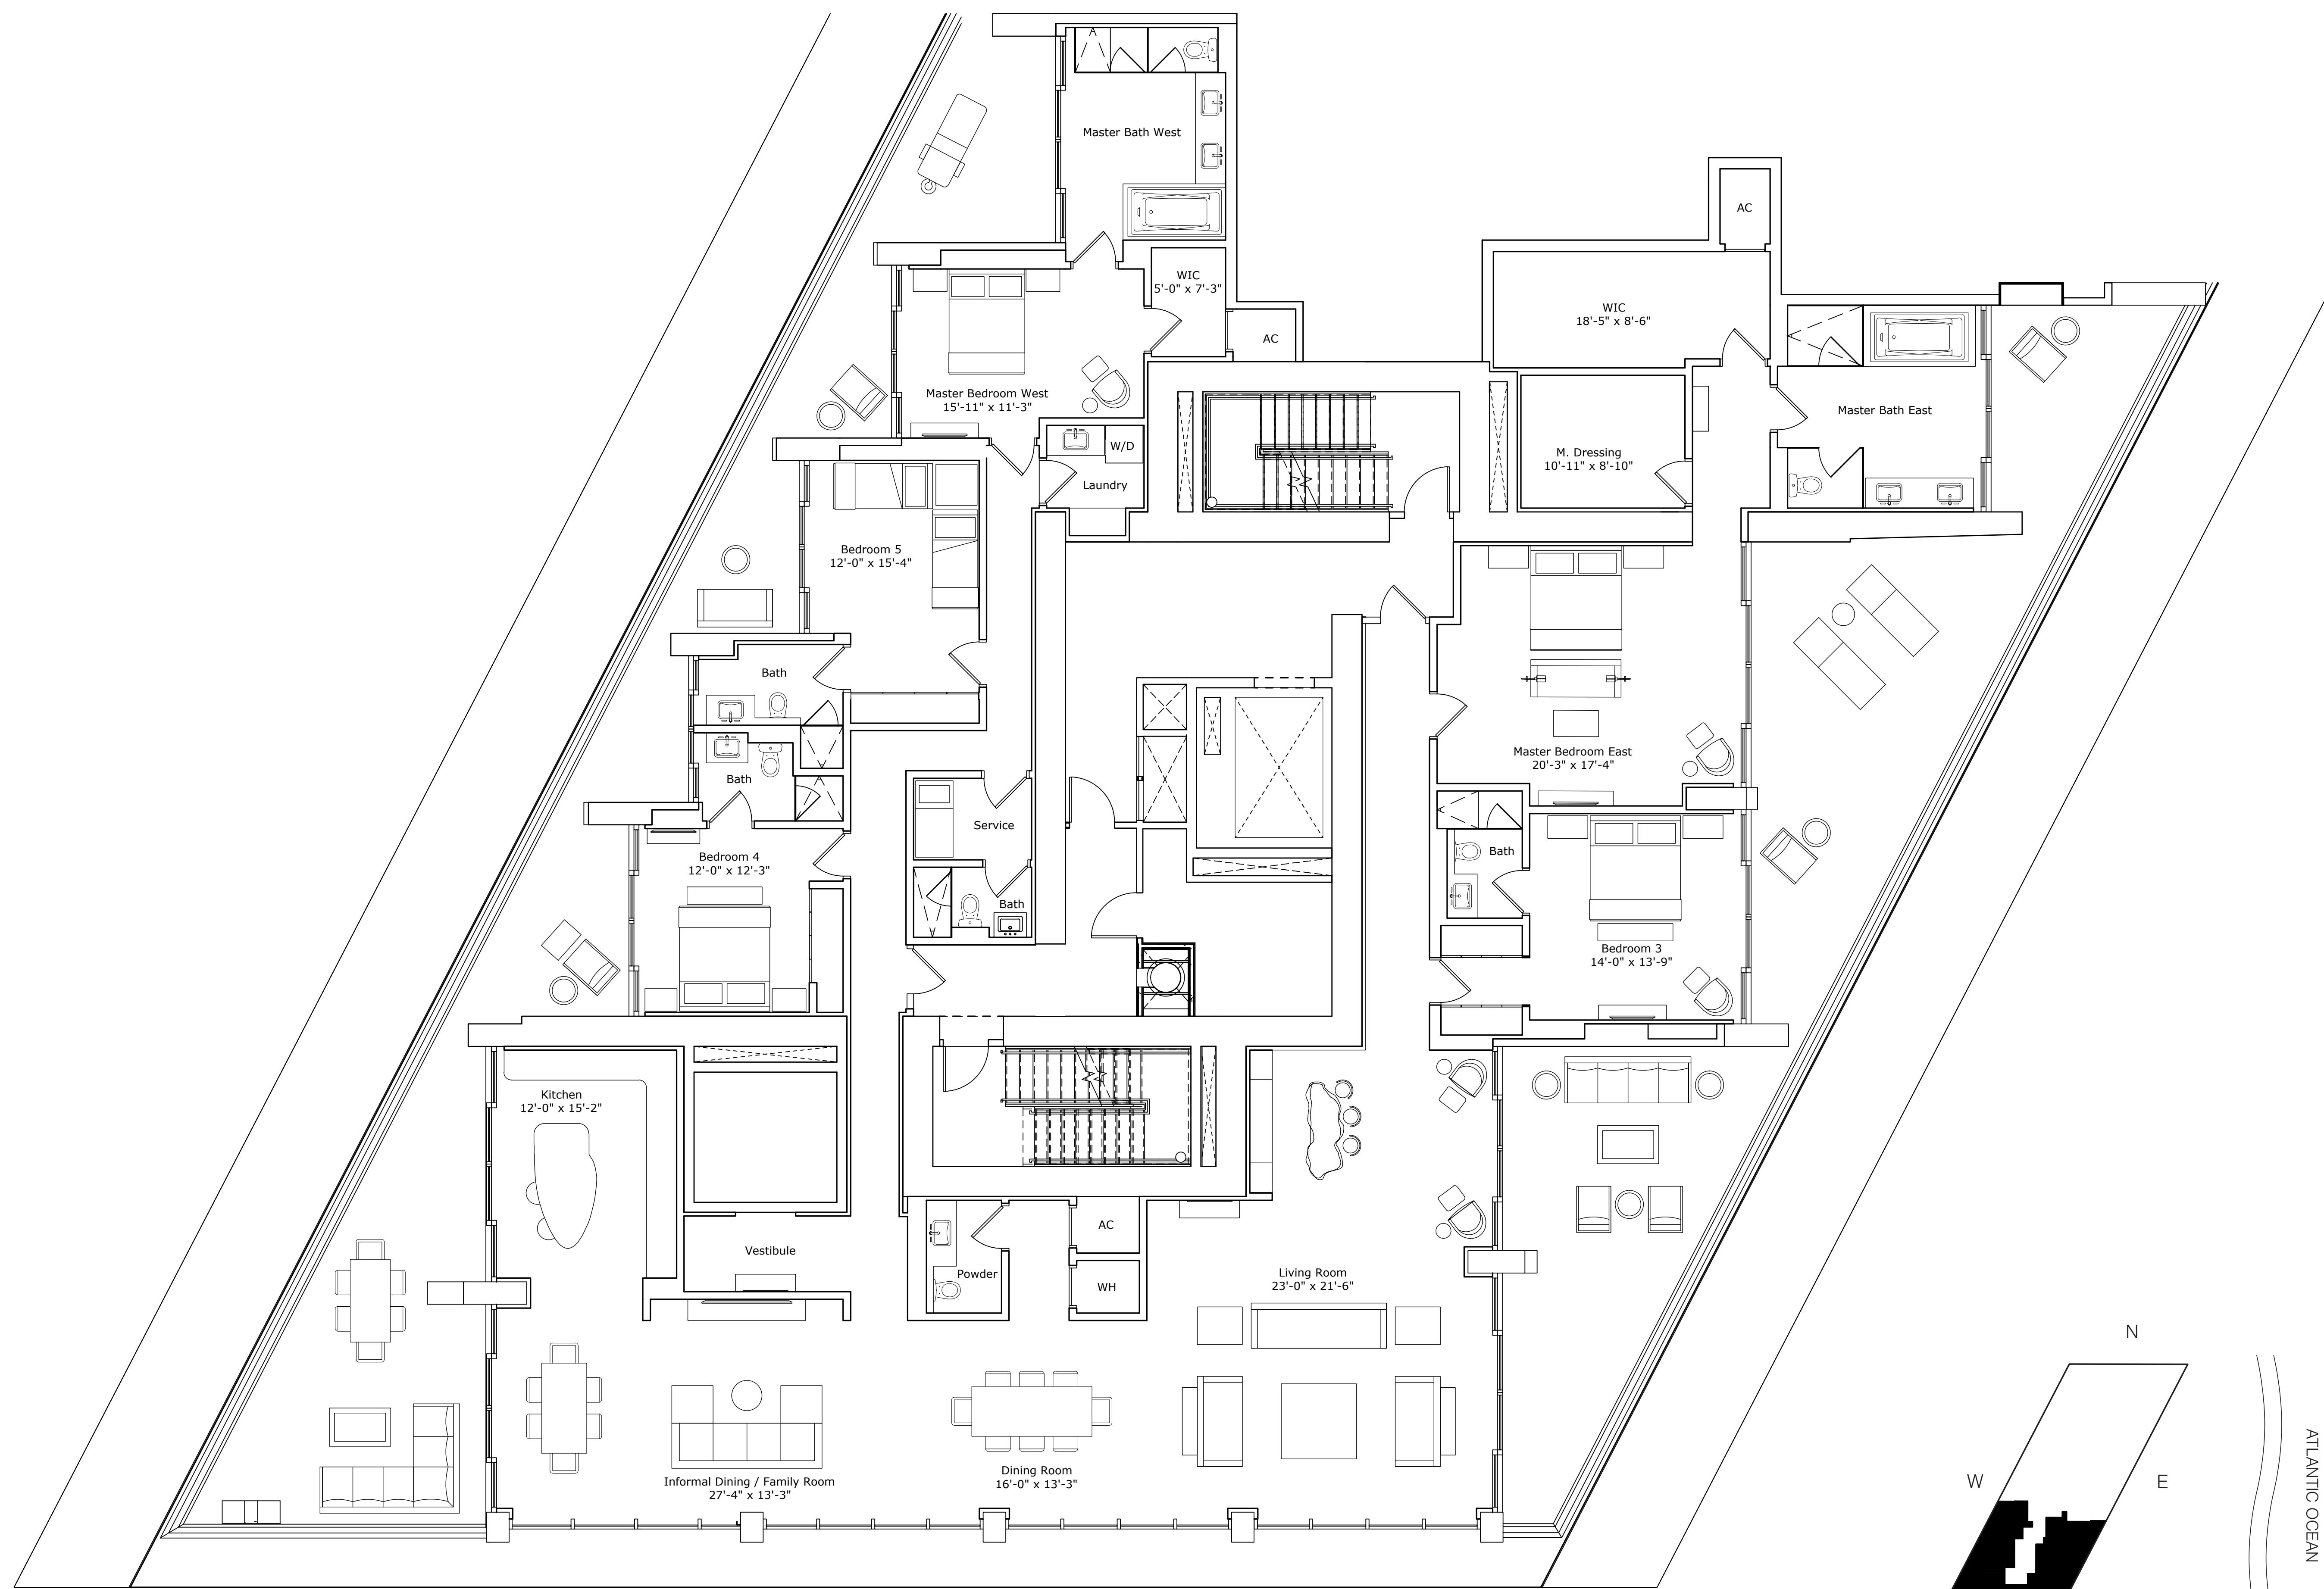 Master Bath West
AC
WIC
5'-0" x 7'-3"
WIC
18'-5" x 8'-6"
AC
Master Bedroom West
15'-11" x 11'-3"
Master Bath East
W/D
Laundry
M. Dressing
10'-11" x 8'-10"
Bedroom 5
12'-0" x 15'-4"
Bath
Master Bedroom East
20'-3" x 17'-4"
Bath
Service
Bedroom 4
12'-0" x 12'-3"
Bath
Bath
Bedroom 3
14'-0" x 13'-9"
Kitchen
12'-0" x 15'-2"
AC
Vestibule
Powder
WH
Living Room
23'-0" x 21'-6"
Informal Dining / Family Room
27'-4" x 13'-3"
Dining Room
16'-0" x 13'-3"
N
W
E
ATLANTIC OCEAN